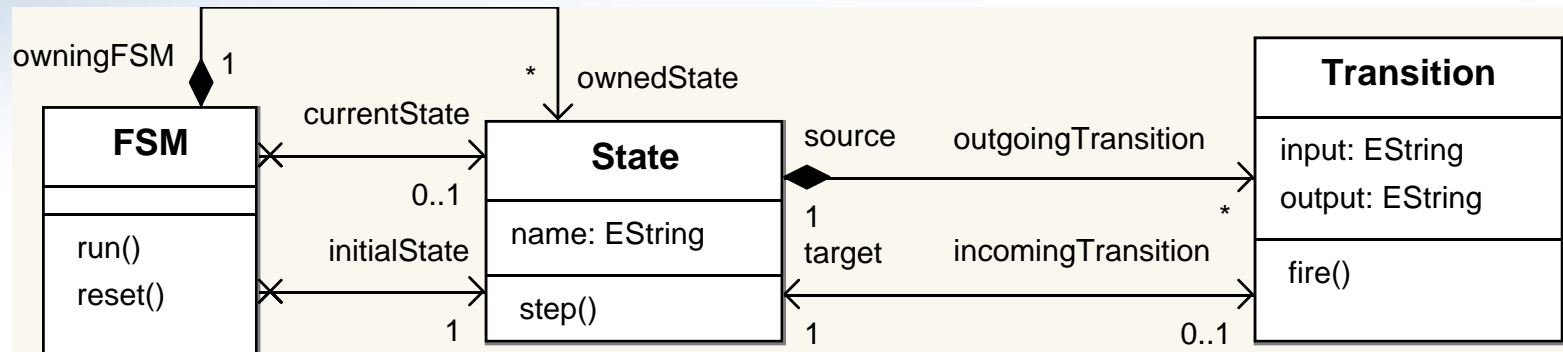 owningFSM
1
*
ownedState
FSM
run()
reset()
currentState
0..1
initialState
1
State
name: EString
step()
source
outgoingTransition
1
*
target
incomingTransition
1
0..1
Transition
input: EString
output: EString
fire()